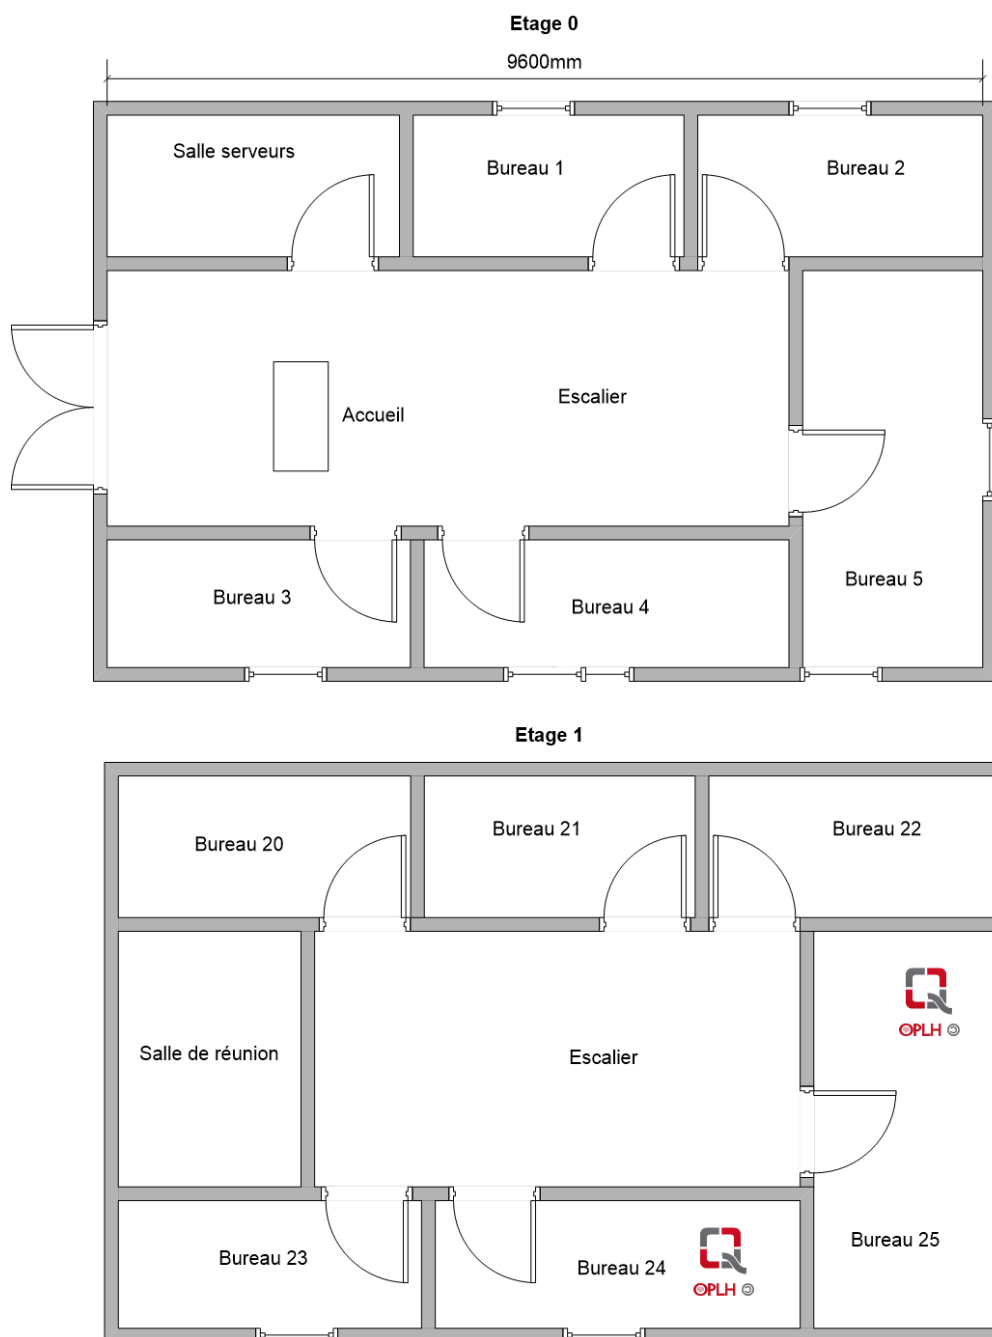 Etage 0
9600mm
Salle serveurs
Bureau 1
Bureau 2
Escalier
Accueil
Bureau 5
Bureau 3
Bureau 4
Etage 1
Bureau 20
Bureau 21
Bureau 22
OPLH ©
Salle de réunion
Escalier
Bureau 25
Bureau 23
Bureau 24
OPLH ©